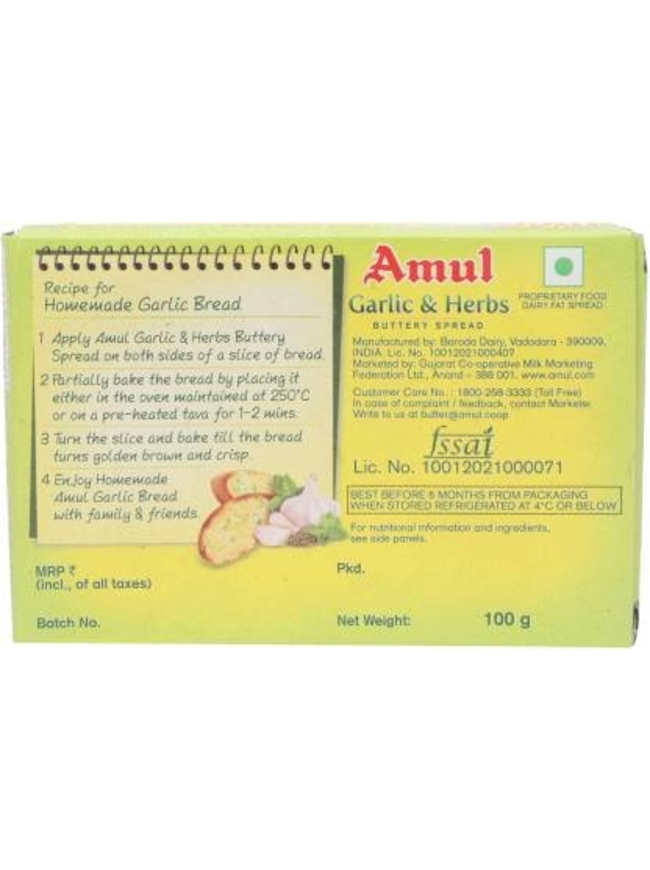 Recipe for
Homemade Garlic Bread
1 Apply Amul Garlic & Herbs Buttery
Spread on both sides of a slice of bread.
2 Partially bake the bread by placing it
either in the oven maintained at 250°C
or on a pre-heated tava for 1-2 mins.
3 Turn the slice and bake till the bread
turns golden brown and crisp
4 Enjoy Homemade
Amul Garlic Bread
with family & friends.
MRP ₹
(incl., of all taxes)
Batch No.
Amul
Garlic & Herbs
BUTTERY SPREAD
PROPRIETARY FOOD
DAIRY FAT SPREAD
Manufactured by: Baroda Dairy, Vadodara - 390009.
INDIA. Lic. No. 10012021000407
Marketed by: Gujarat Co-operative Milk Marketing
Federation Ltd., Anand - 388 001. www.amul.com
Customer Care No. : 1800-258-3333 (Toll Free)
In case of complaint / feedback, contact Marketer.
Write to us at butter@amul.coop
fssai
Lic. No. 10012021000071
BEST BEFORE 6 MONTHS FROM PACKAGING
WHEN STORED REFRIGERATED AT 4°C OR BELOW
For nutritional information and ingredients,
see side panels.
Pkd.
Net Weight: 100 g